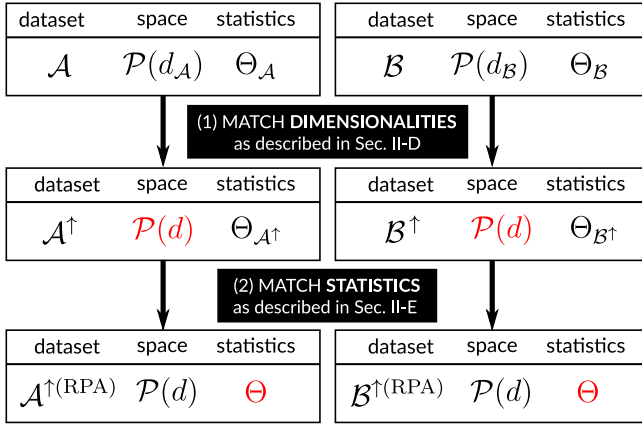 dataset space statistics dataset space statistics
𝒜 𝒫(d_𝒜) Θ_𝒜 ℬ 𝒫(d_ℬ) Θ_ℬ
(1) MATCH DIMENSIONALITIES
as described in Sec. II-D
dataset space statistics dataset space statistics
𝒜^↑ 𝒫(d) Θ_𝒜^↑ ℬ^↑ 𝒫(d) Θ_ℬ^↑
(2) MATCH STATISTICS
as described in Sec. II-E
dataset space statistics dataset space statistics
𝒜^↑(RPA) 𝒫(d) Θ ℬ^↑(RPA) 𝒫(d) Θ